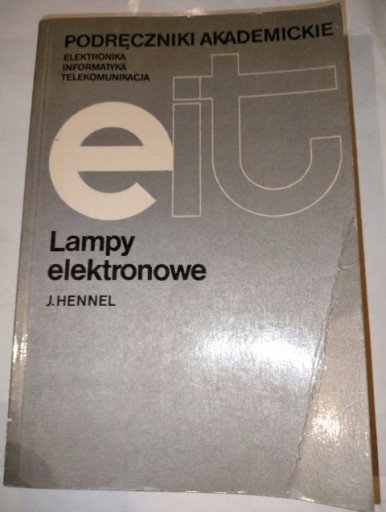 PODRĘCZNIKI AKADEMICKIE
ELEKTRONIKA
INFORMATYKA
TELEKOMUNIKACJA
eit
Lampy
elektronowe
J.HENNEL